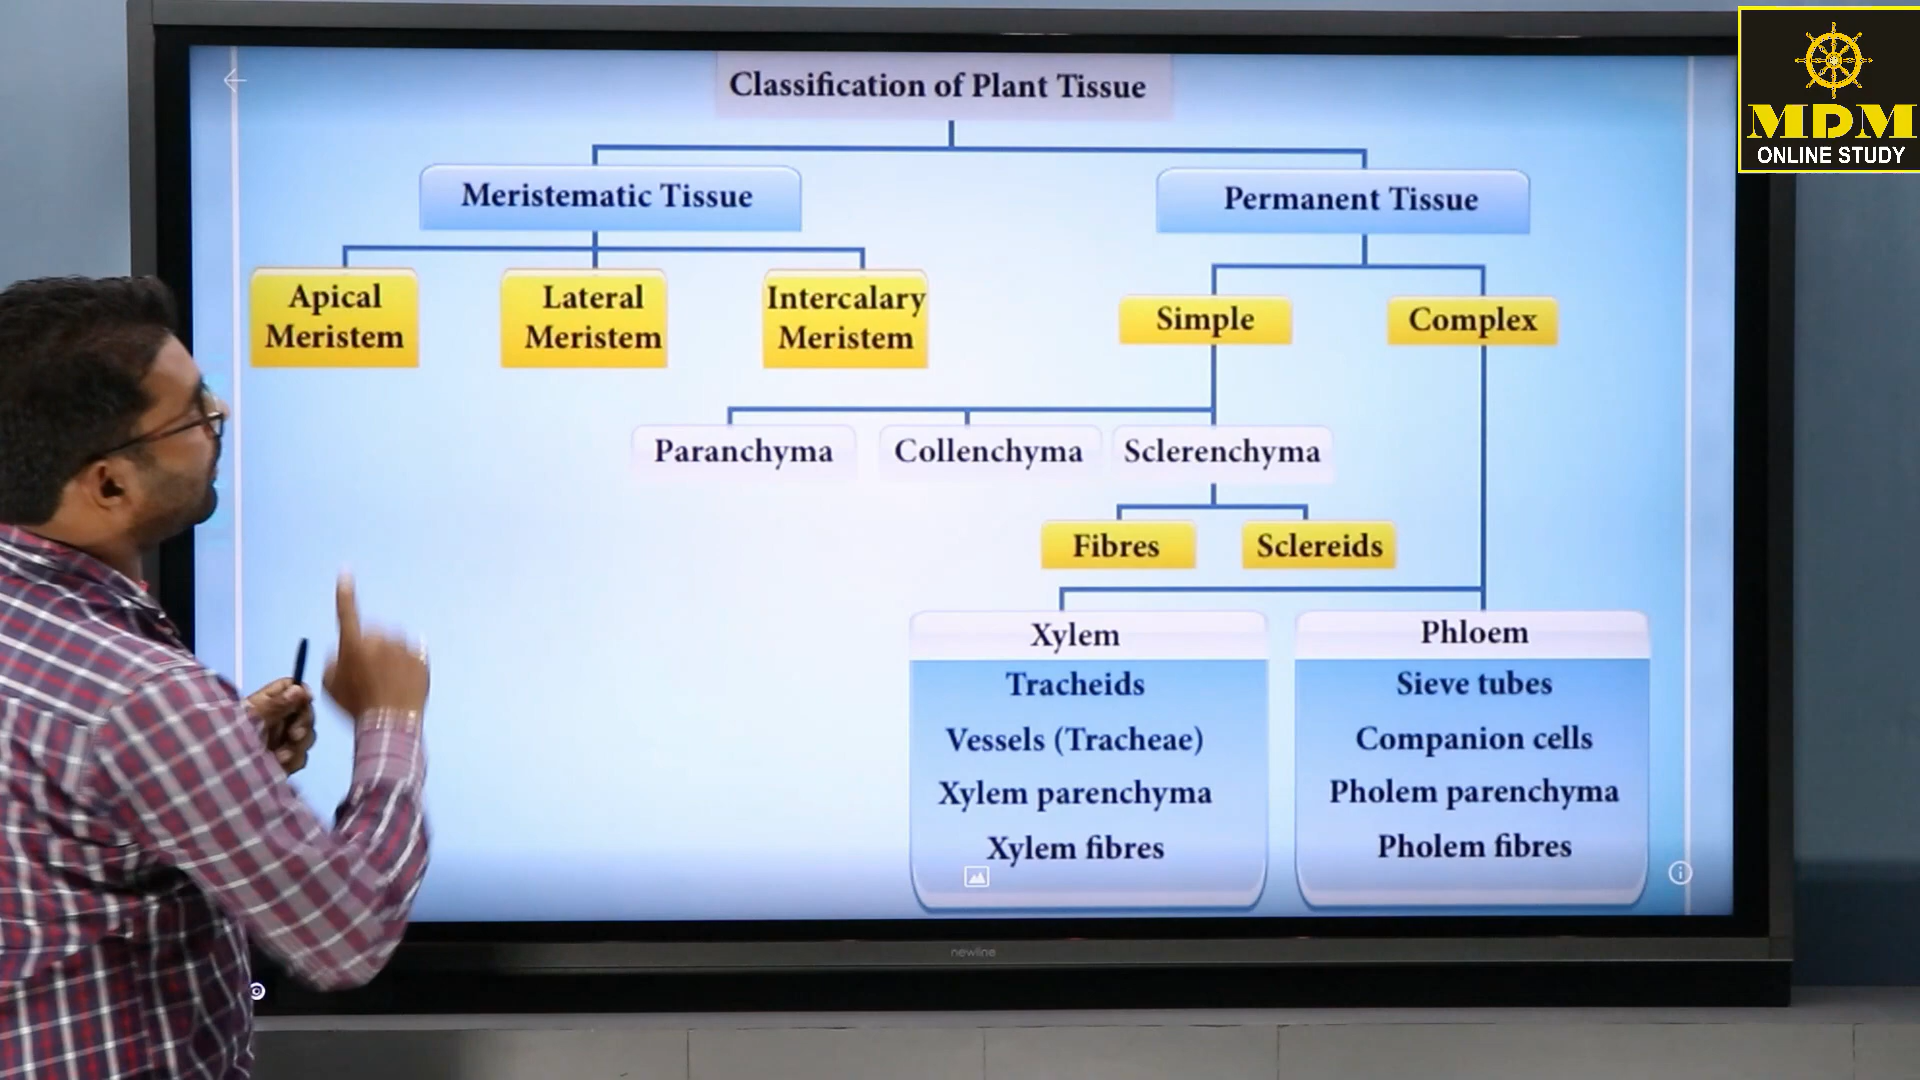 Classification of Plant Tissue
MDM
ONLINE STUDY
Meristematic Tissue
Permanent Tissue
Apical
Meristem
Lateral
Meristem
Intercalary
Meristem
Simple
Complex
Paranchyma
Collenchyma
Sclerenchyma
Fibres
Sclereids
Xylem
Tracheids
Vessels (Tracheae)
Xylem parenchyma
Xylem fibres
Phloem
Sieve tubes
Companion cells
Pholem parenchyma
Pholem fibres
newline